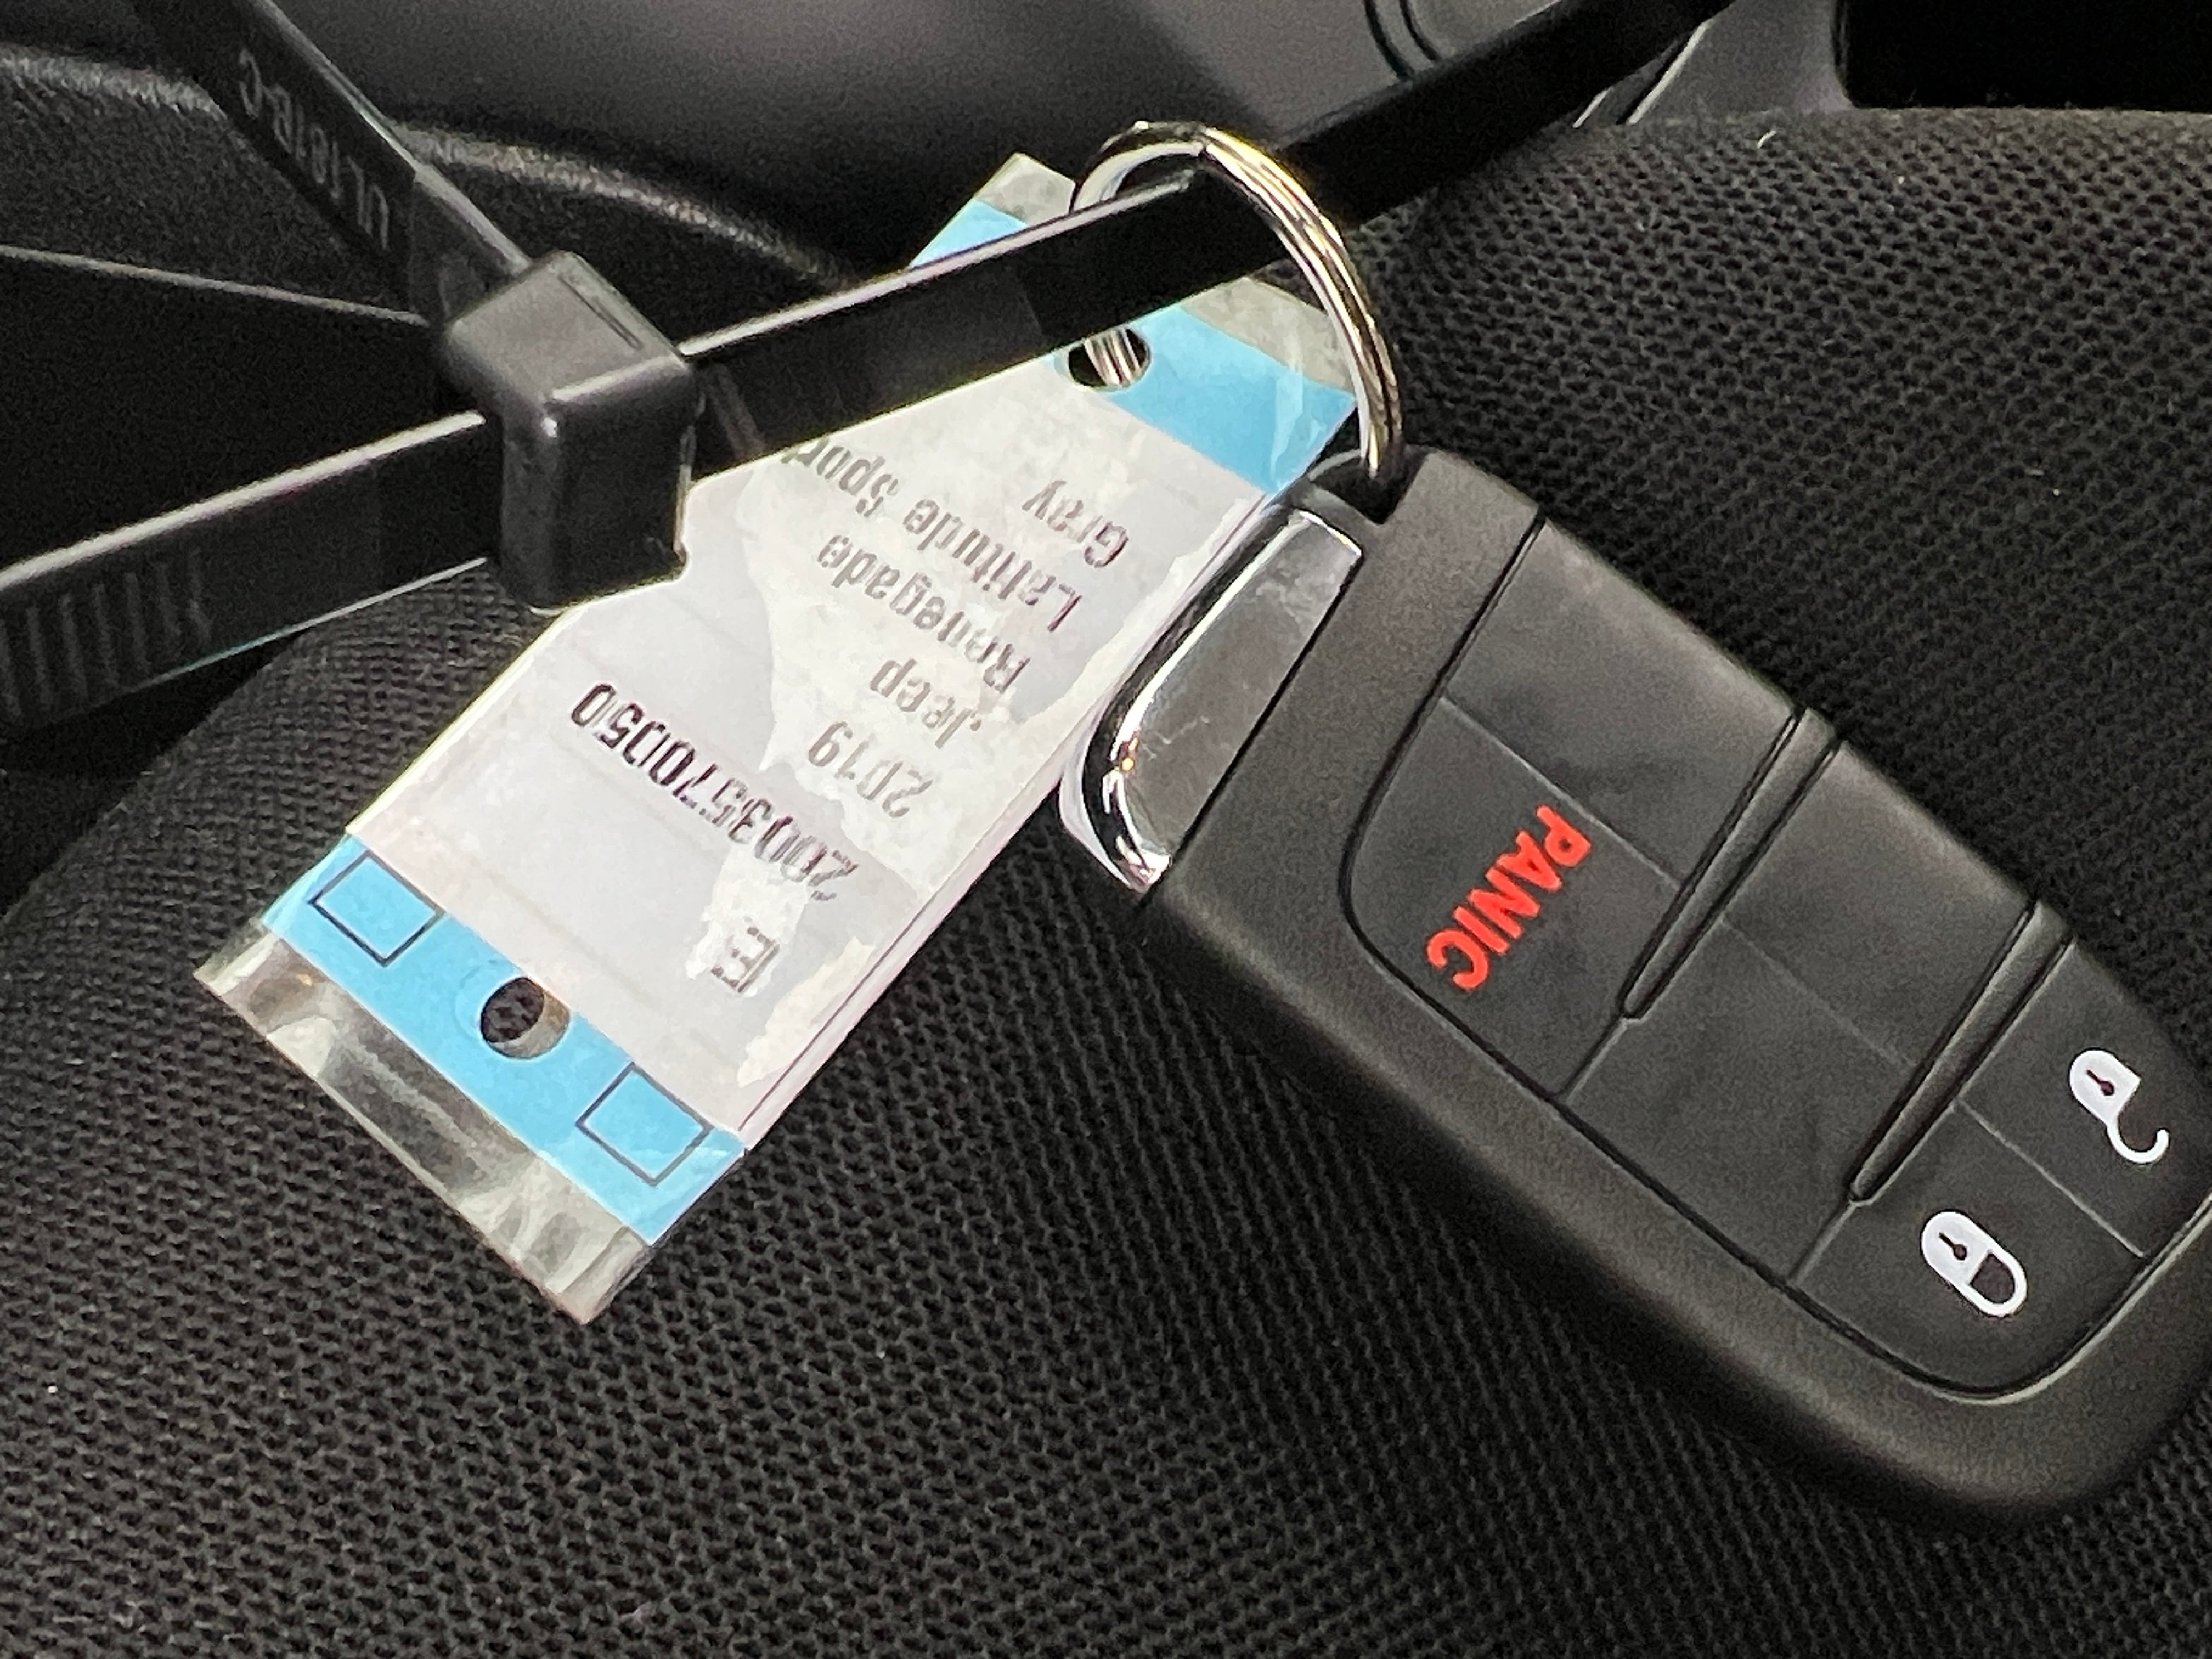 E
2003570050
2019
Jeep
Renegade
Latitude Sport
Gray
PANIC